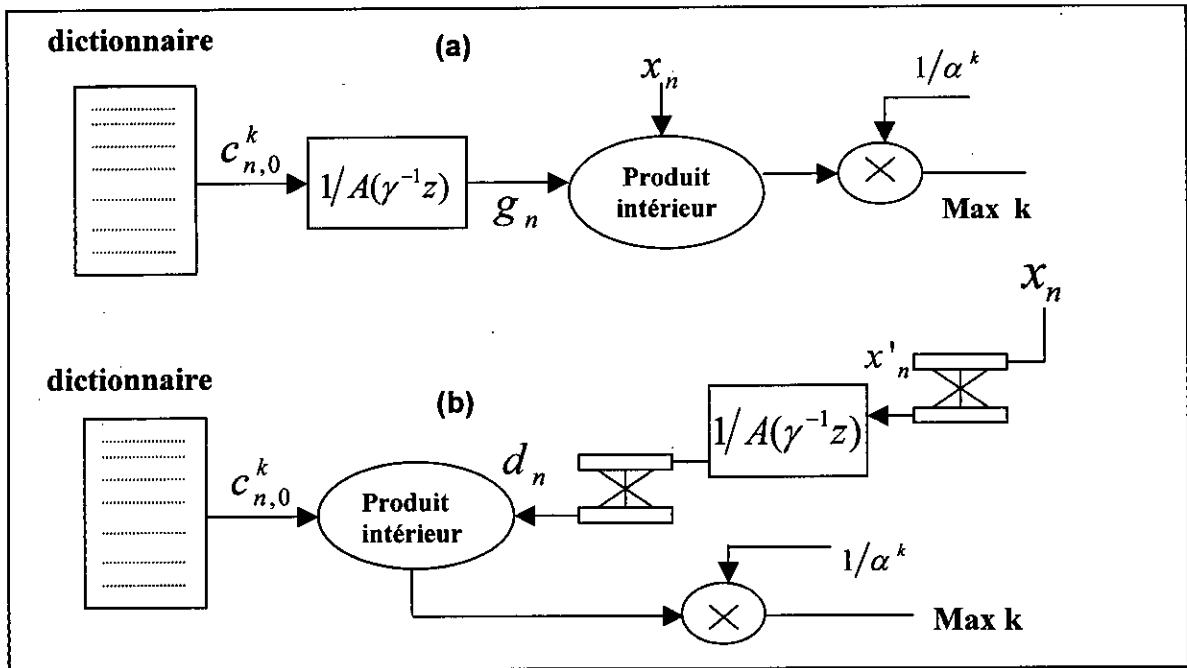 dictionnaire
(a)
x_n
1/α^k
c^k_{n,0}
1/A(γ^{-1}z)
g_n
Produit
intérieur
×
Max k
x_n
dictionnaire
(b)
x'_n
1/A(γ^{-1}z)
d_n
c^k_{n,0}
Produit
intérieur
1/α^k
×
Max k